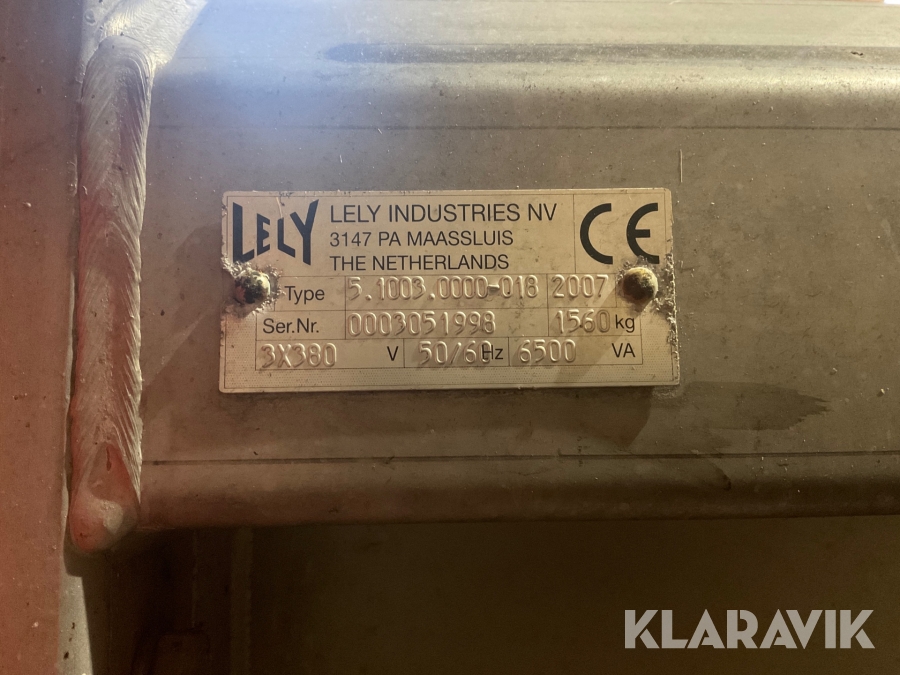 LELY
LELY INDUSTRIES NV
3147 PA MAASSLUIS
THE NETHERLANDS
CE
Type 5.1003.0000-018 2007
Ser.Nr. 0003051998 1560 kg
3X380 V 50/60Hz 6500 VA
KLARAVIK